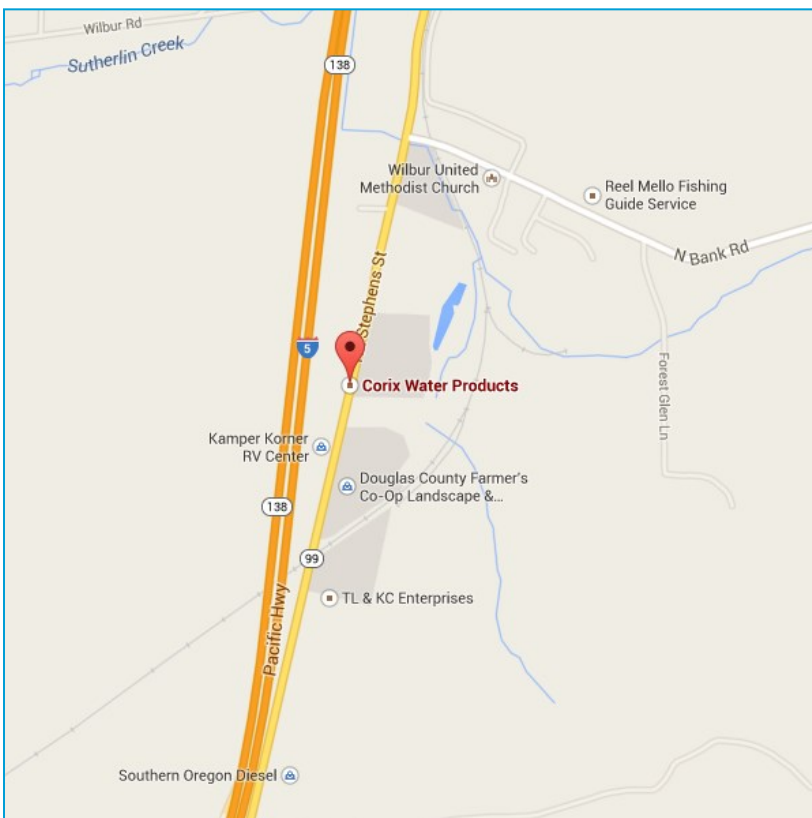 Wilbur Rd
Sutherlin Creek
138
Wilbur United
Methodist Church
Reel Mello Fishing
Guide Service
N Bank Rd
Stephens St
5
Forest Glen Ln
Corix Water Products
Kamper Korner
RV Center
Douglas County Farmer's
Co-Op Landscape &...
138
99
Pacific Hwy
TL & KC Enterprises
Southern Oregon Diesel